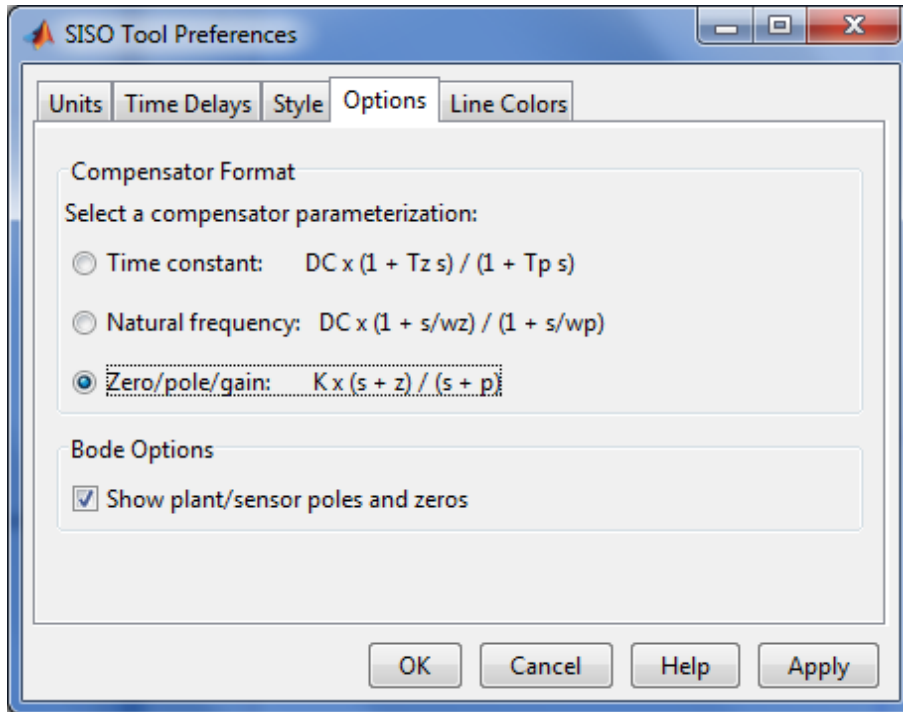 SISO Tool Preferences
Units Time Delays Style Options Line Colors
Compensator Format
Select a compensator parameterization:
Time constant: DC x (1 + Tz s) / (1 + Tp s)
Natural frequency: DC x (1 + s/wz) / (1 + s/wp)
Zero/pole/gain: K x (s + z) / (s + p)
Bode Options
Show plant/sensor poles and zeros
OK Cancel Help Apply